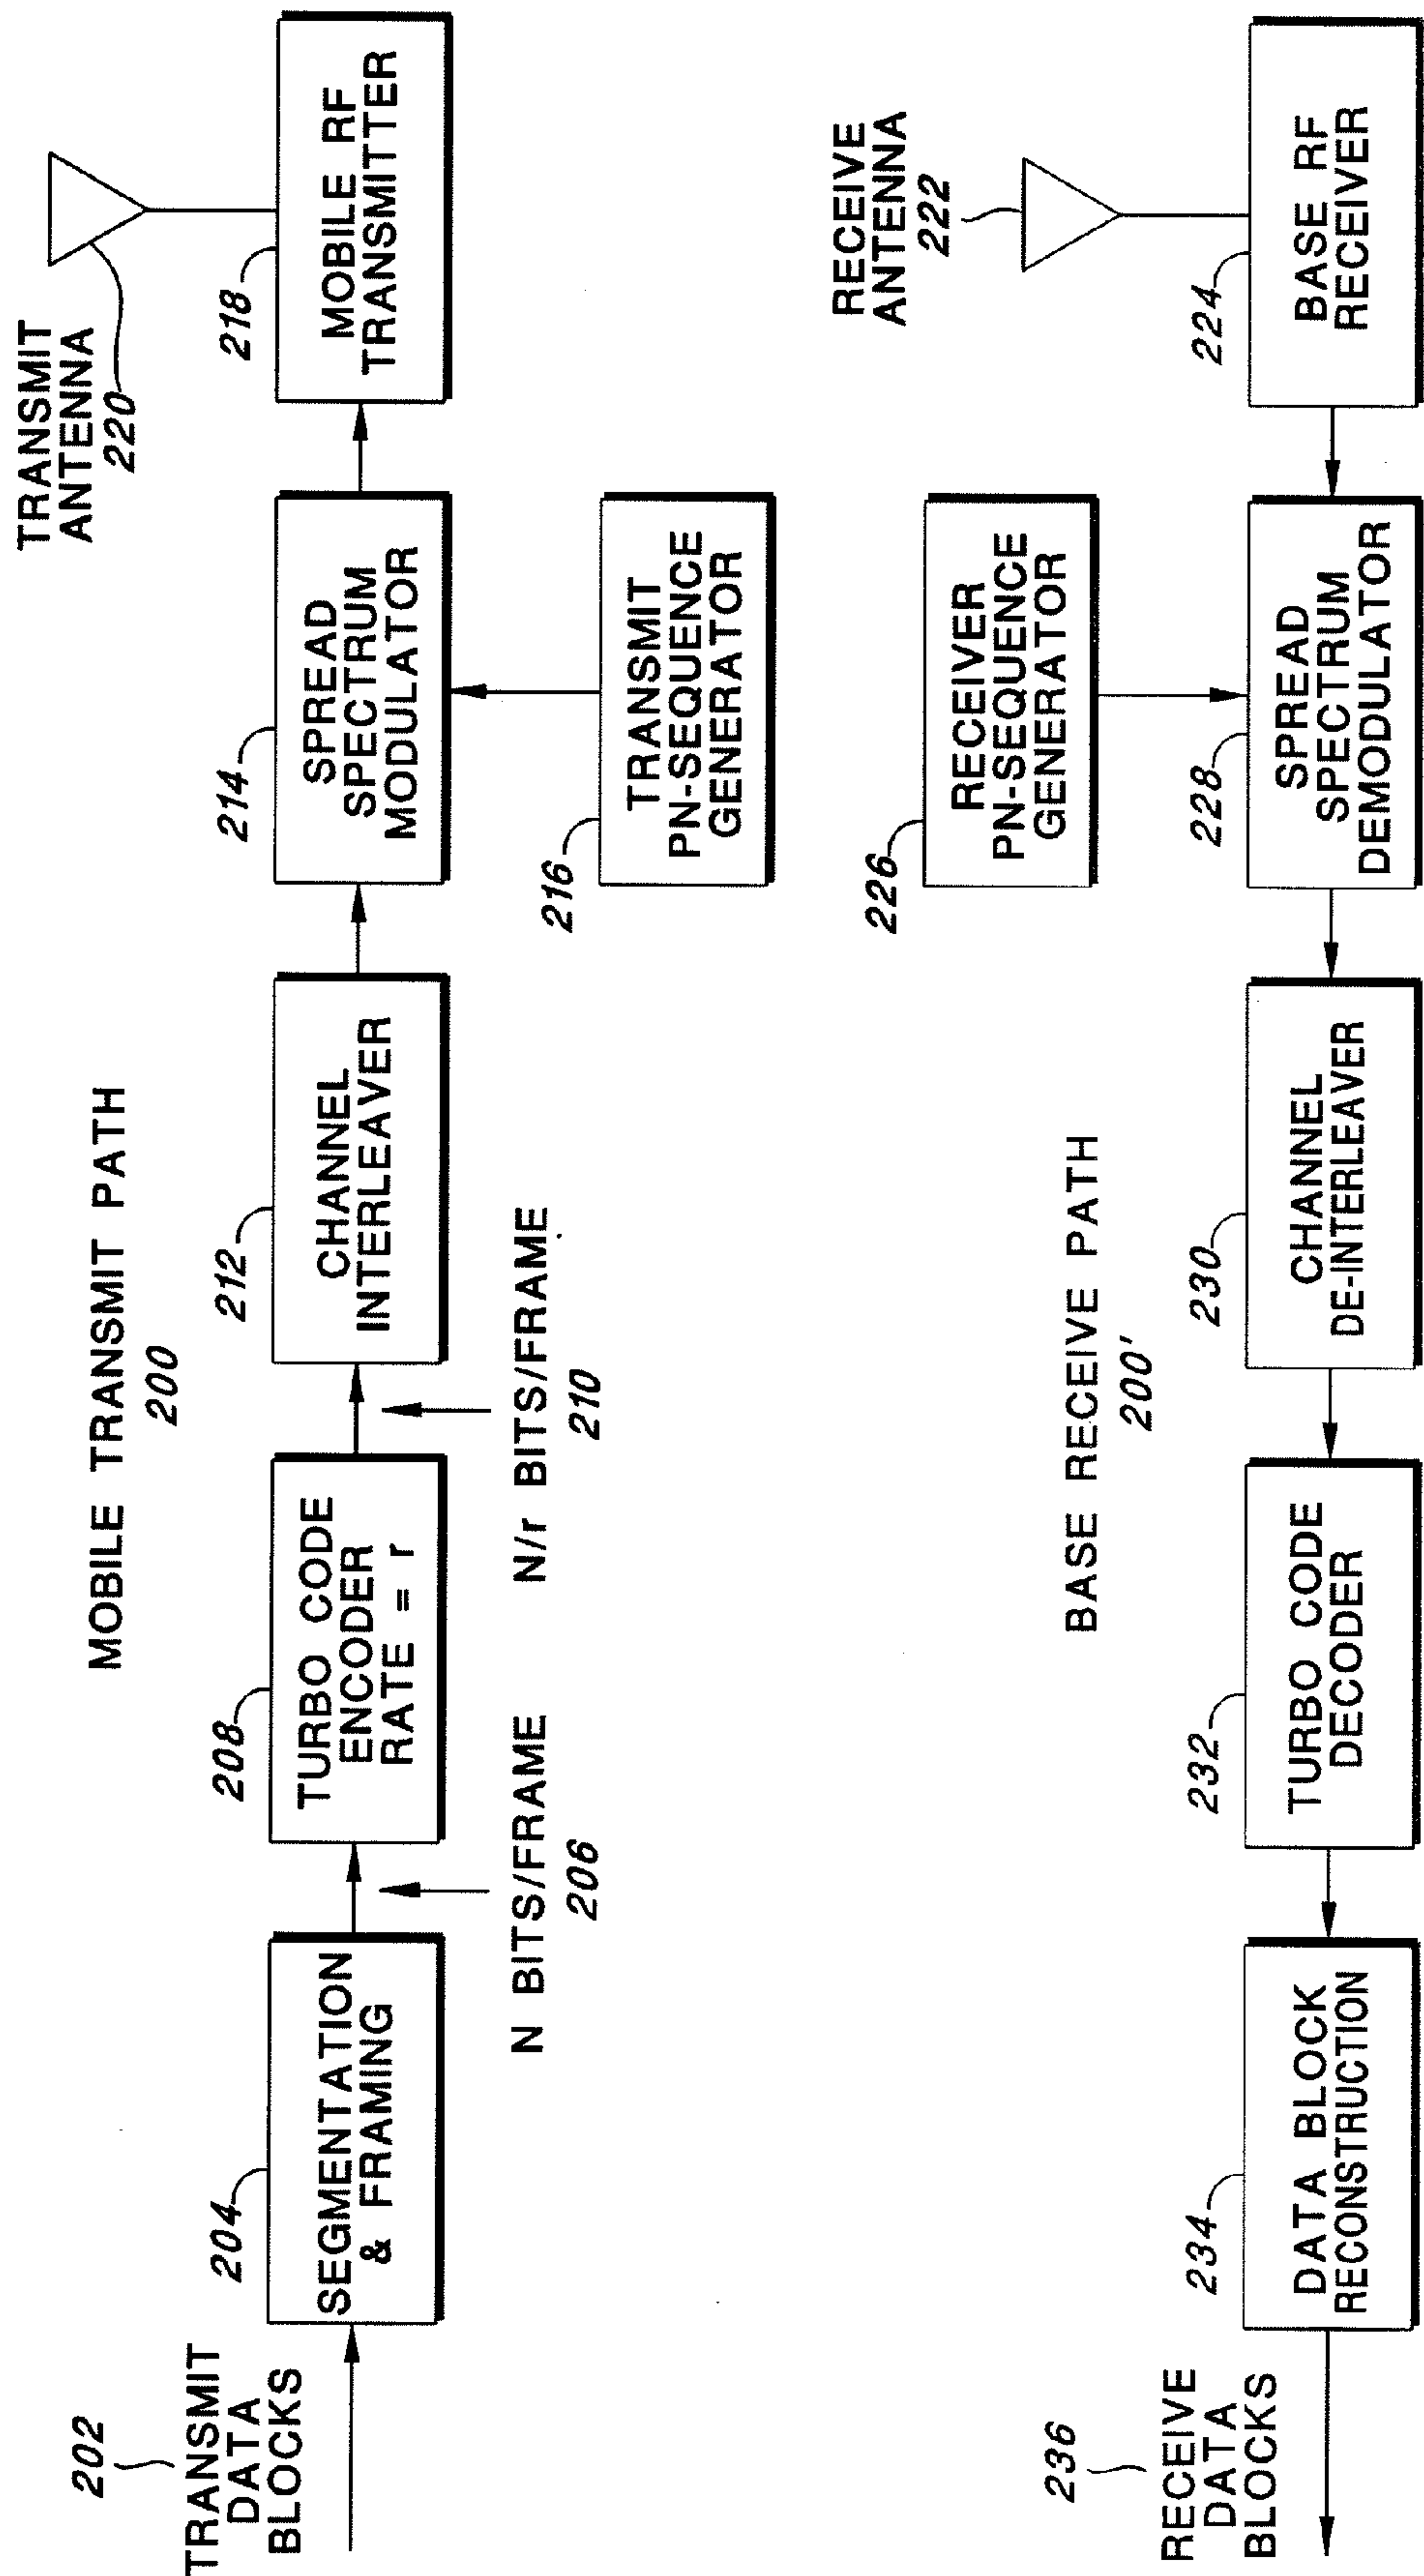 MOBILE TRANSMIT PATH
200
202
TRANSMIT
DATA
BLOCKS
204
SEGMENTATION
& FRAMING
N BITS/FRAME
206
208
TURBO CODE
ENCODER
RATE = r
N/r BITS/FRAME
210
212
CHANNEL
INTERLEAVER
214
SPREAD
SPECTRUM
MODULATOR
216
TRANSMIT
PN-SEQUENCE
GENERATOR
218
MOBILE RF
TRANSMITTER
TRANSMIT
ANTENNA
220
BASE RECEIVE PATH
200'
RECEIVE
ANTENNA
222
224
BASE RF
RECEIVER
226
RECEIVER
PN-SEQUENCE
GENERATOR
228
SPREAD
SPECTRUM
DEMODULATOR
230
CHANNEL
DE-INTERLEAVER
232
TURBO CODE
DECODER
234
DATA BLOCK
RECONSTRUCTION
236
RECEIVE
DATA
BLOCKS